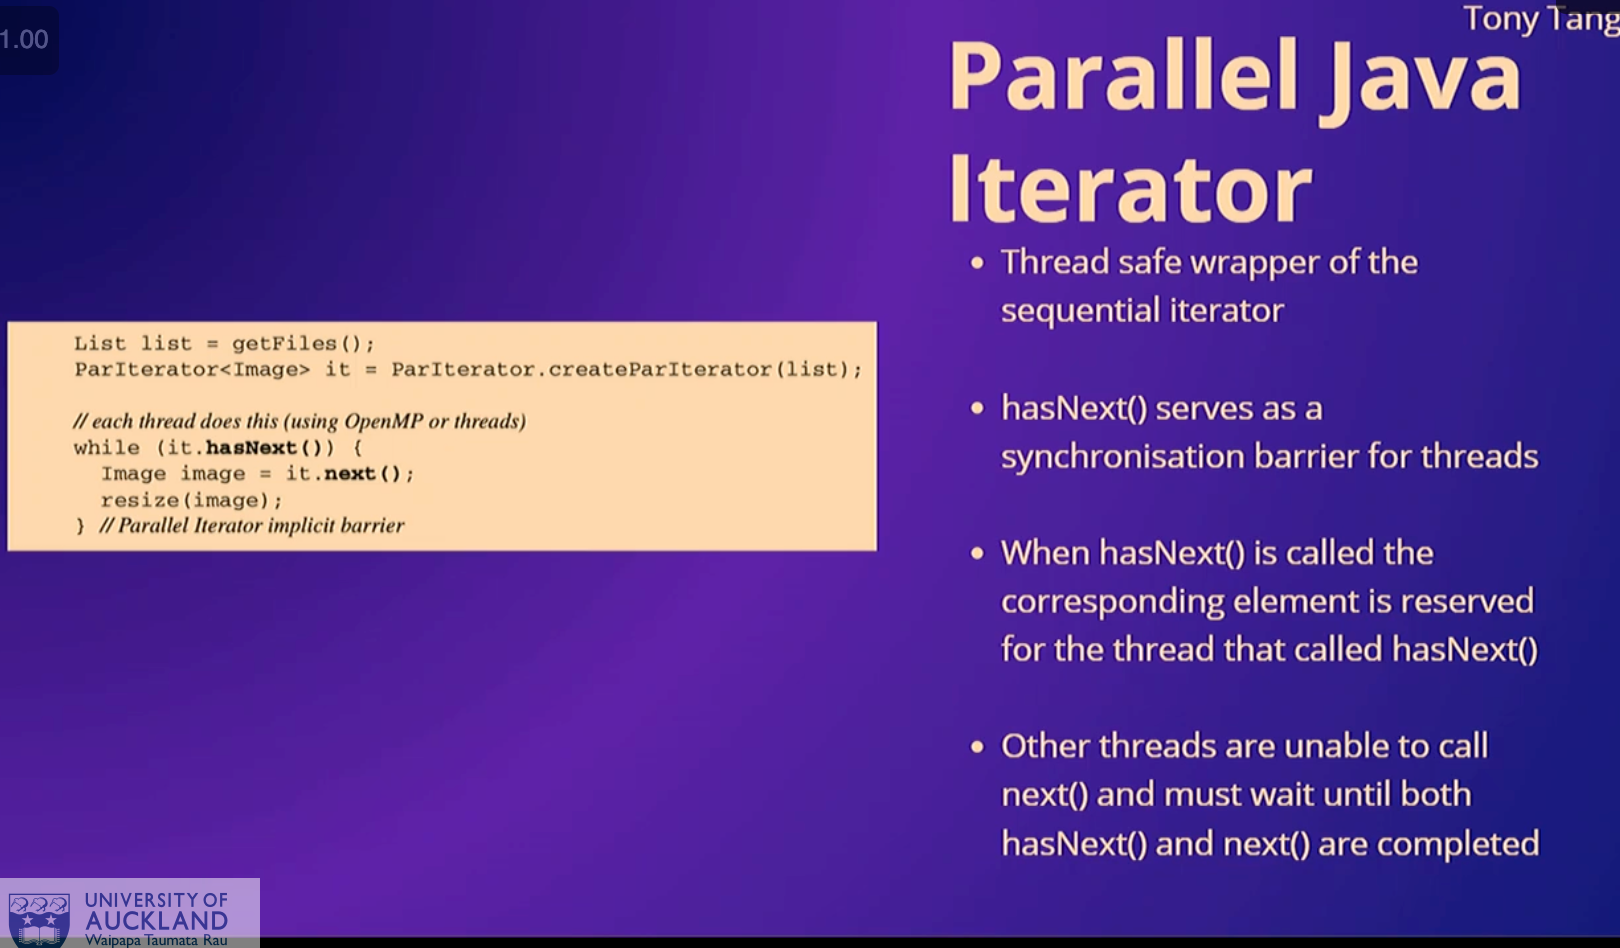 1.00
Tony Tang
Parallel Java
Iterator
List list = getFiles();
ParIterator<Image> it = ParIterator.createParIterator(list);
// each thread does this (using OpenMP or threads)
while (it.hasNext()) {
Image image = it.next();
resize(image);
} // Parallel Iterator implicit barrier
• Thread safe wrapper of the
sequential iterator
• hasNext() serves as a
synchronisation barrier for threads
• When hasNext() is called the
corresponding element is reserved
for the thread that called hasNext()
• Other threads are unable to call
next() and must wait until both
hasNext() and next() are completed
UNIVERSITY OF
AUCKLAND
Waipapa Taumata Rau